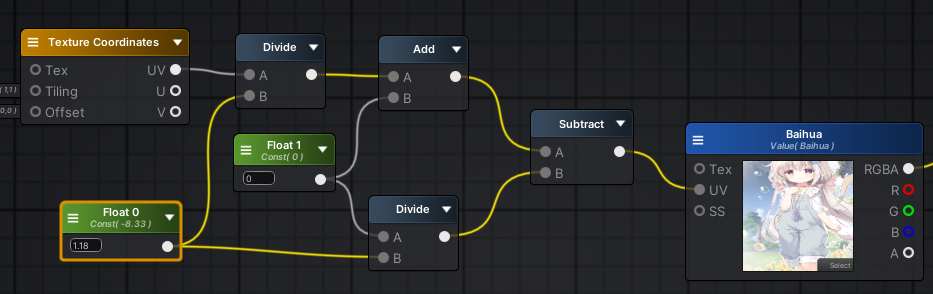 Texture Coordinates
Tex UV
Tiling U
Offset V
1,1)
0,0)
Divide
A
B
Add
A
B
Float 1
Const( 0 )
0
Float 0
Const( -8.33 )
1.18
Divide
A
B
Subtract
A
B
Baihua
Value( Baihua )
Tex RGBA
UV R
SS G
B
A
Select